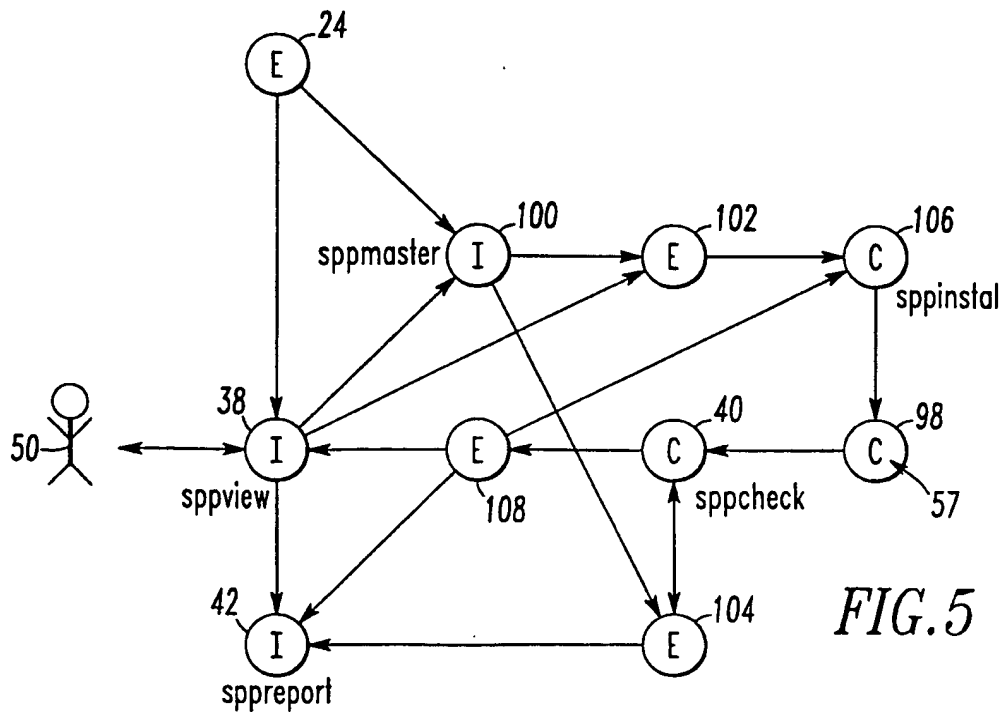 24
E
100
102
106
sppmaster
I
E
C
sppinstal
38
40
98
50
I
E
C
C
sppview
108
sppcheck
57
42
104
I
E
sppreport
FIG.5